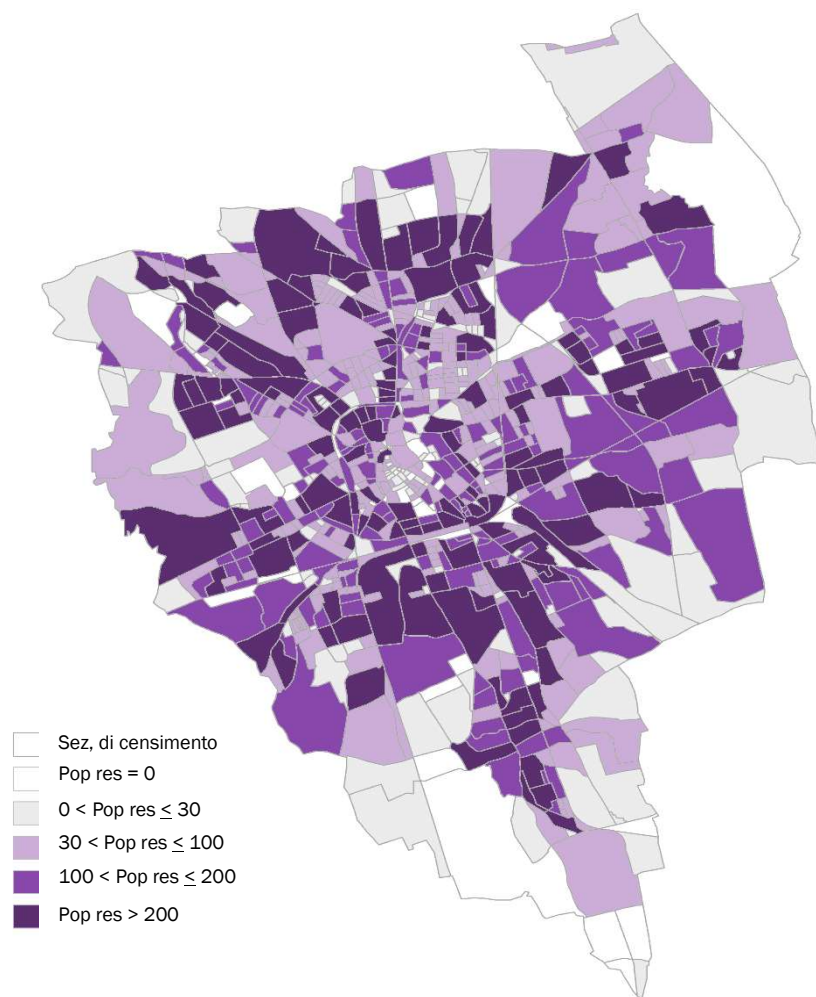 Sez, di censimento
Pop res = 0
0 < Pop res ≤ 30
30 < Pop res ≤ 100
100 < Pop res ≤ 200
Pop res > 200